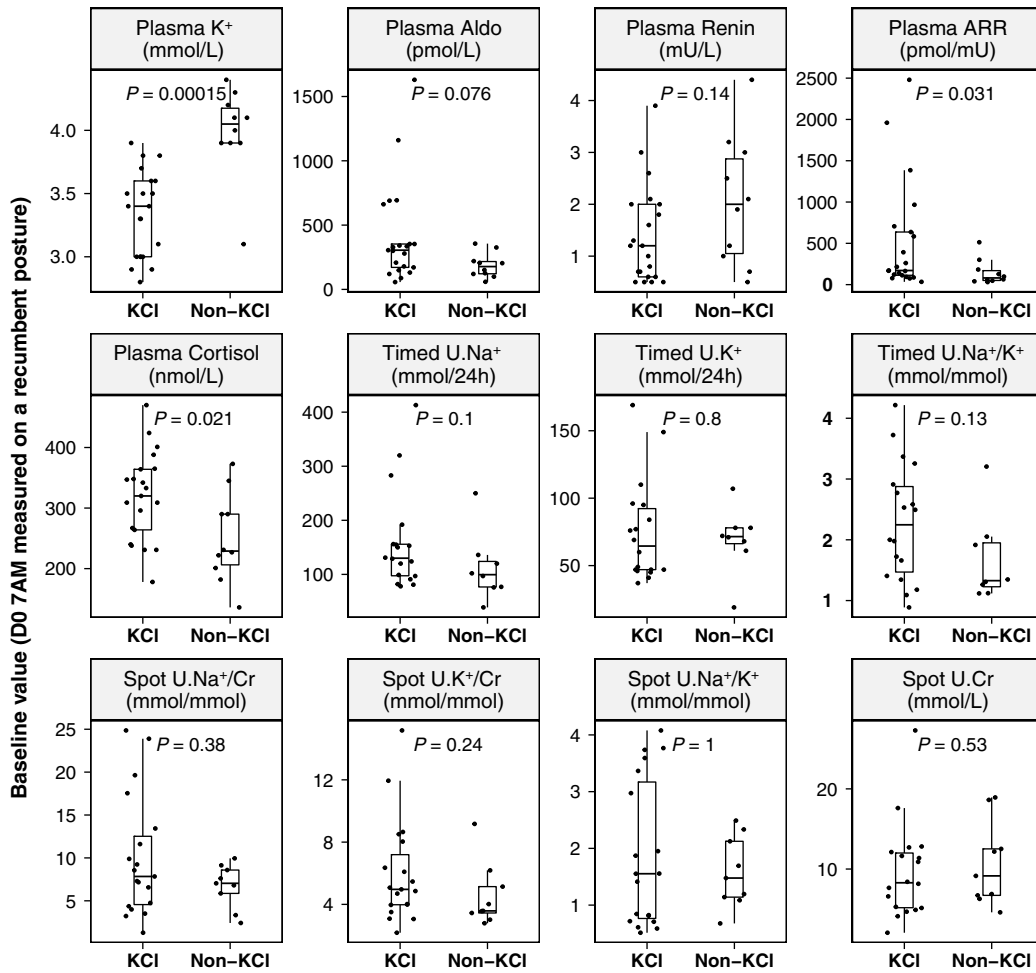 Baseline value (D0 7AM measured on a recumbent posture)
Plasma K⁺
(mmol/L)
P = 0.00015
4.0
3.5
3.0
KCl
Non−KCl
Plasma Aldo
(pmol/L)
P = 0.076
1500
1000
500
0
KCl
Non−KCl
Plasma Renin
(mU/L)
P = 0.14
4
3
2
1
KCl
Non−KCl
Plasma ARR
(pmol/mU)
P = 0.031
2500
2000
1500
1000
500
0
KCl
Non−KCl
Plasma Cortisol
(nmol/L)
P = 0.021
400
300
200
KCl
Non−KCl
Timed U.Na⁺
(mmol/24h)
P = 0.1
400
300
200
100
KCl
Non−KCl
Timed U.K⁺
(mmol/24h)
P = 0.8
150
100
50
KCl
Non−KCl
Timed U.Na⁺/K⁺
(mmol/mmol)
P = 0.13
4
3
2
1
KCl
Non−KCl
Spot U.Na⁺/Cr
(mmol/mmol)
P = 0.38
25
20
15
10
5
KCl
Non−KCl
Spot U.K⁺/Cr
(mmol/mmol)
P = 0.24
12
8
4
KCl
Non−KCl
Spot U.Na⁺/K⁺
(mmol/mmol)
P = 1
4
3
2
1
KCl
Non−KCl
Spot U.Cr
(mmol/L)
P = 0.53
20
10
KCl
Non−KCl